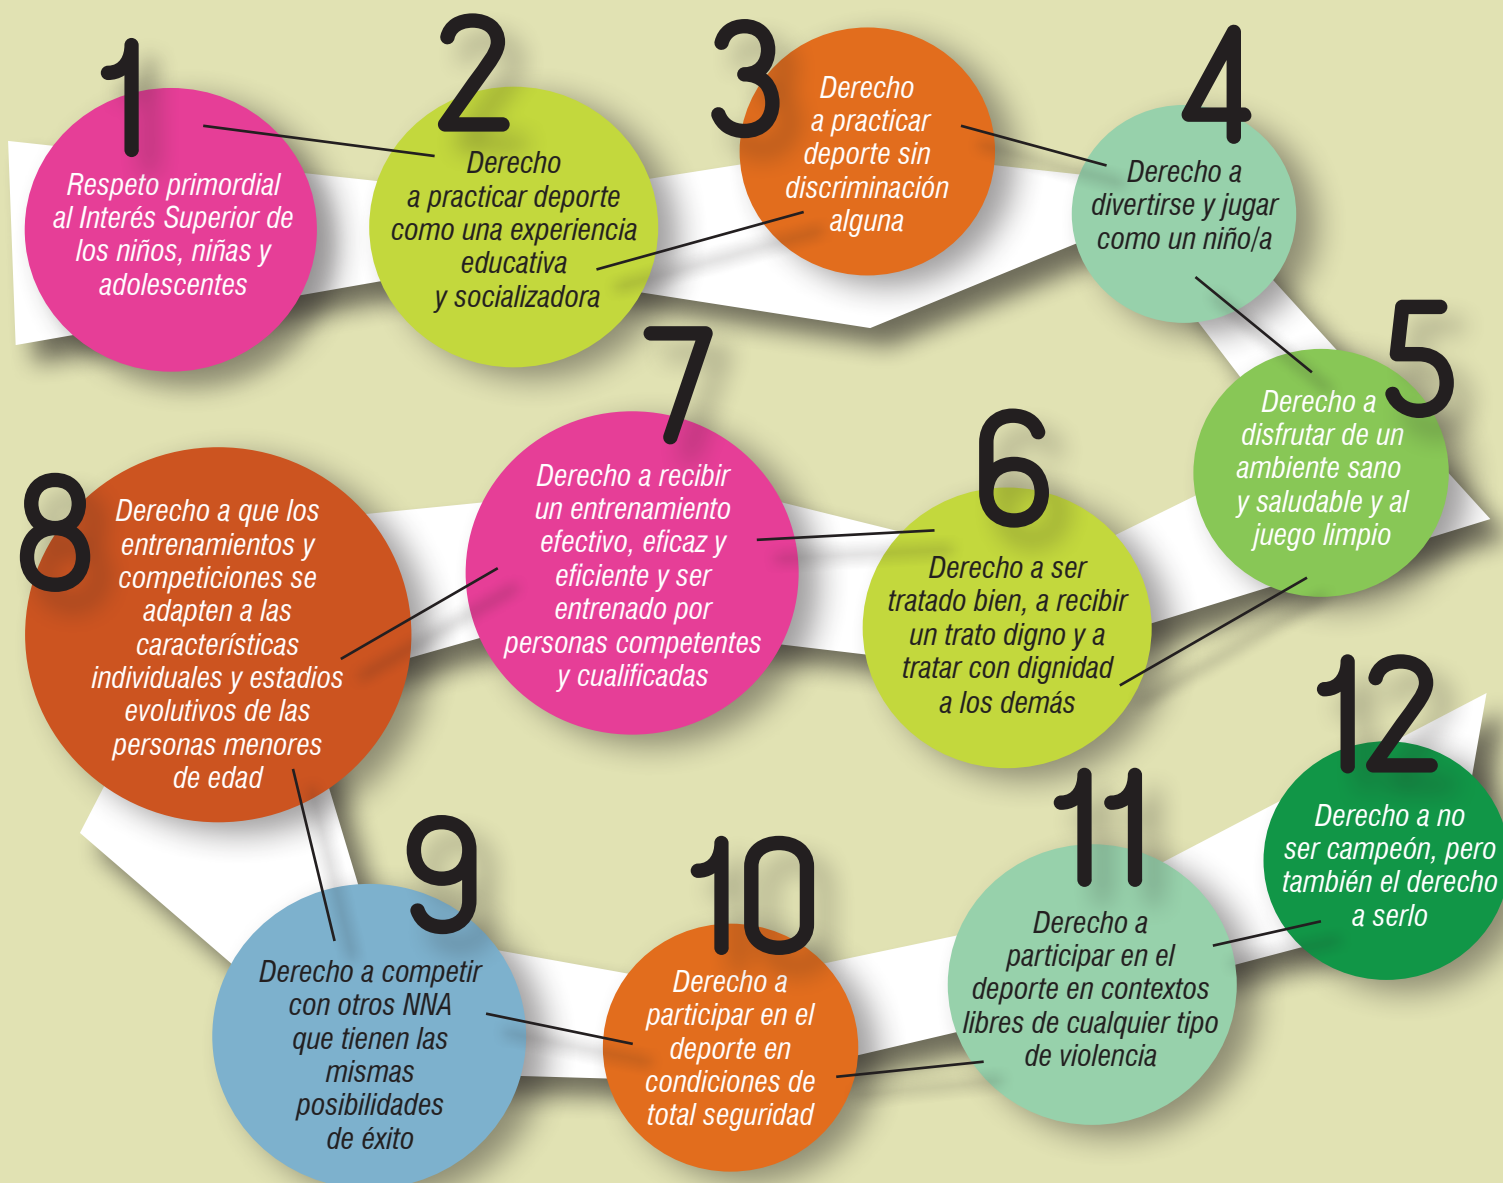 1
Respeto primordial
al Interés Superior de
los niños, niñas y
adolescentes
2
Derecho
a practicar deporte
como una experiencia
educativa
y socializadora
3
Derecho
a practicar
deporte sin
discriminación
alguna
4
Derecho a
divertirse y jugar
como un niño/a
5
Derecho a
disfrutar de un
ambiente sano
y saludable y al
juego limpio
6
Derecho a ser
tratado bien, a recibir
un trato digno y a
tratar con dignidad
a los demás
7
Derecho a recibir
un entrenamiento
efectivo, eficaz y
eficiente y ser
entrenado por
personas competentes
y cualificadas
8
Derecho a que los
entrenamientos y
competiciones se
adapten a las
características
individuales y estadios
evolutivos de las
personas menores
de edad
9
Derecho a competir
con otros NNA
que tienen las
mismas
posibilidades
de éxito
10
Derecho a
participar en el
deporte en
condiciones de
total seguridad
11
Derecho a
participar en el
deporte en contextos
libres de cualquier tipo
de violencia
12
Derecho a no
ser campeón, pero
también el derecho
a serlo